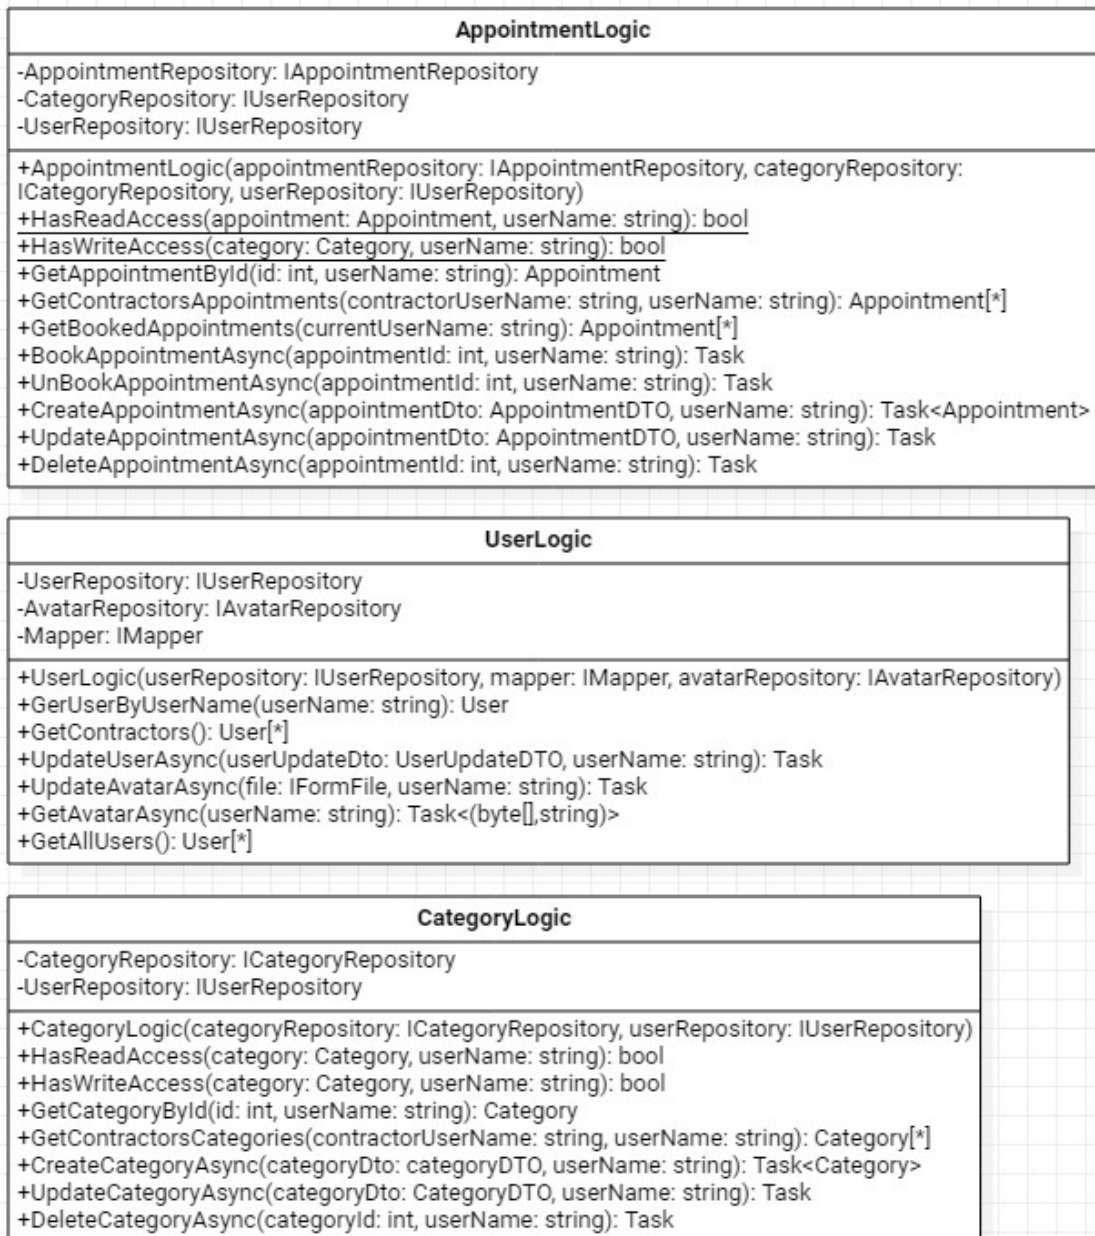 AppointmentLogic
-AppointmentRepository: IAppointmentRepository
-CategoryRepository: IUserRepository
-UserRepository: IUserRepository
+AppointmentLogic(appointmentRepository: IAppointmentRepository, categoryRepository:
ICategoryRepository, userRepository: IUserRepository)
+HasReadAccess(appointment: Appointment, userName: string): bool
+HasWriteAccess(category: Category, userName: string): bool
+GetAppointmentById(id: int, userName: string): Appointment
+GetContractorsAppointments(contractorUserName: string, userName: string): Appointment[*]
+GetBookedAppointments(currentUserName: string): Appointment[*]
+BookAppointmentAsync(appointmentId: int, userName: string): Task
+UnBookAppointmentAsync(appointmentId: int, userName: string): Task
+CreateAppointmentAsync(appointmentDto: AppointmentDTO, userName: string): Task<Appointment>
+UpdateAppointmentAsync(appointmentDto: AppointmentDTO, userName: string): Task
+DeleteAppointmentAsync(appointmentId: int, userName: string): Task
UserLogic
-UserRepository: IUserRepository
-AvatarRepository: IAvatarRepository
-Mapper: IMapper
+UserLogic(userRepository: IUserRepository, mapper: IMapper, avatarRepository: IAvatarRepository)
+GerUserByUserName(userName: string): User
+GetContractors(): User[*]
+UpdateUserAsync(userUpdateDto: UserUpdateDTO, userName: string): Task
+UpdateAvatarAsync(file: IFormFile, userName: string): Task
+GetAvatarAsync(userName: string): Task<(byte[],string)>
+GetAllUsers(): User[*]
CategoryLogic
-CategoryRepository: ICategoryRepository
-UserRepository: IUserRepository
+CategoryLogic(categoryRepository: ICategoryRepository, userRepository: IUserRepository)
+HasReadAccess(category: Category, userName: string): bool
+HasWriteAccess(category: Category, userName: string): bool
+GetCategoryById(id: int, userName: string): Category
+GetContractorsCategories(contractorUserName: string, userName: string): Category[*]
+CreateCategoryAsync(categoryDto: categoryDTO, userName: string): Task<Category>
+UpdateCategoryAsync(categoryDto: CategoryDTO, userName: string): Task
+DeleteCategoryAsync(categoryId: int, userName: string): Task